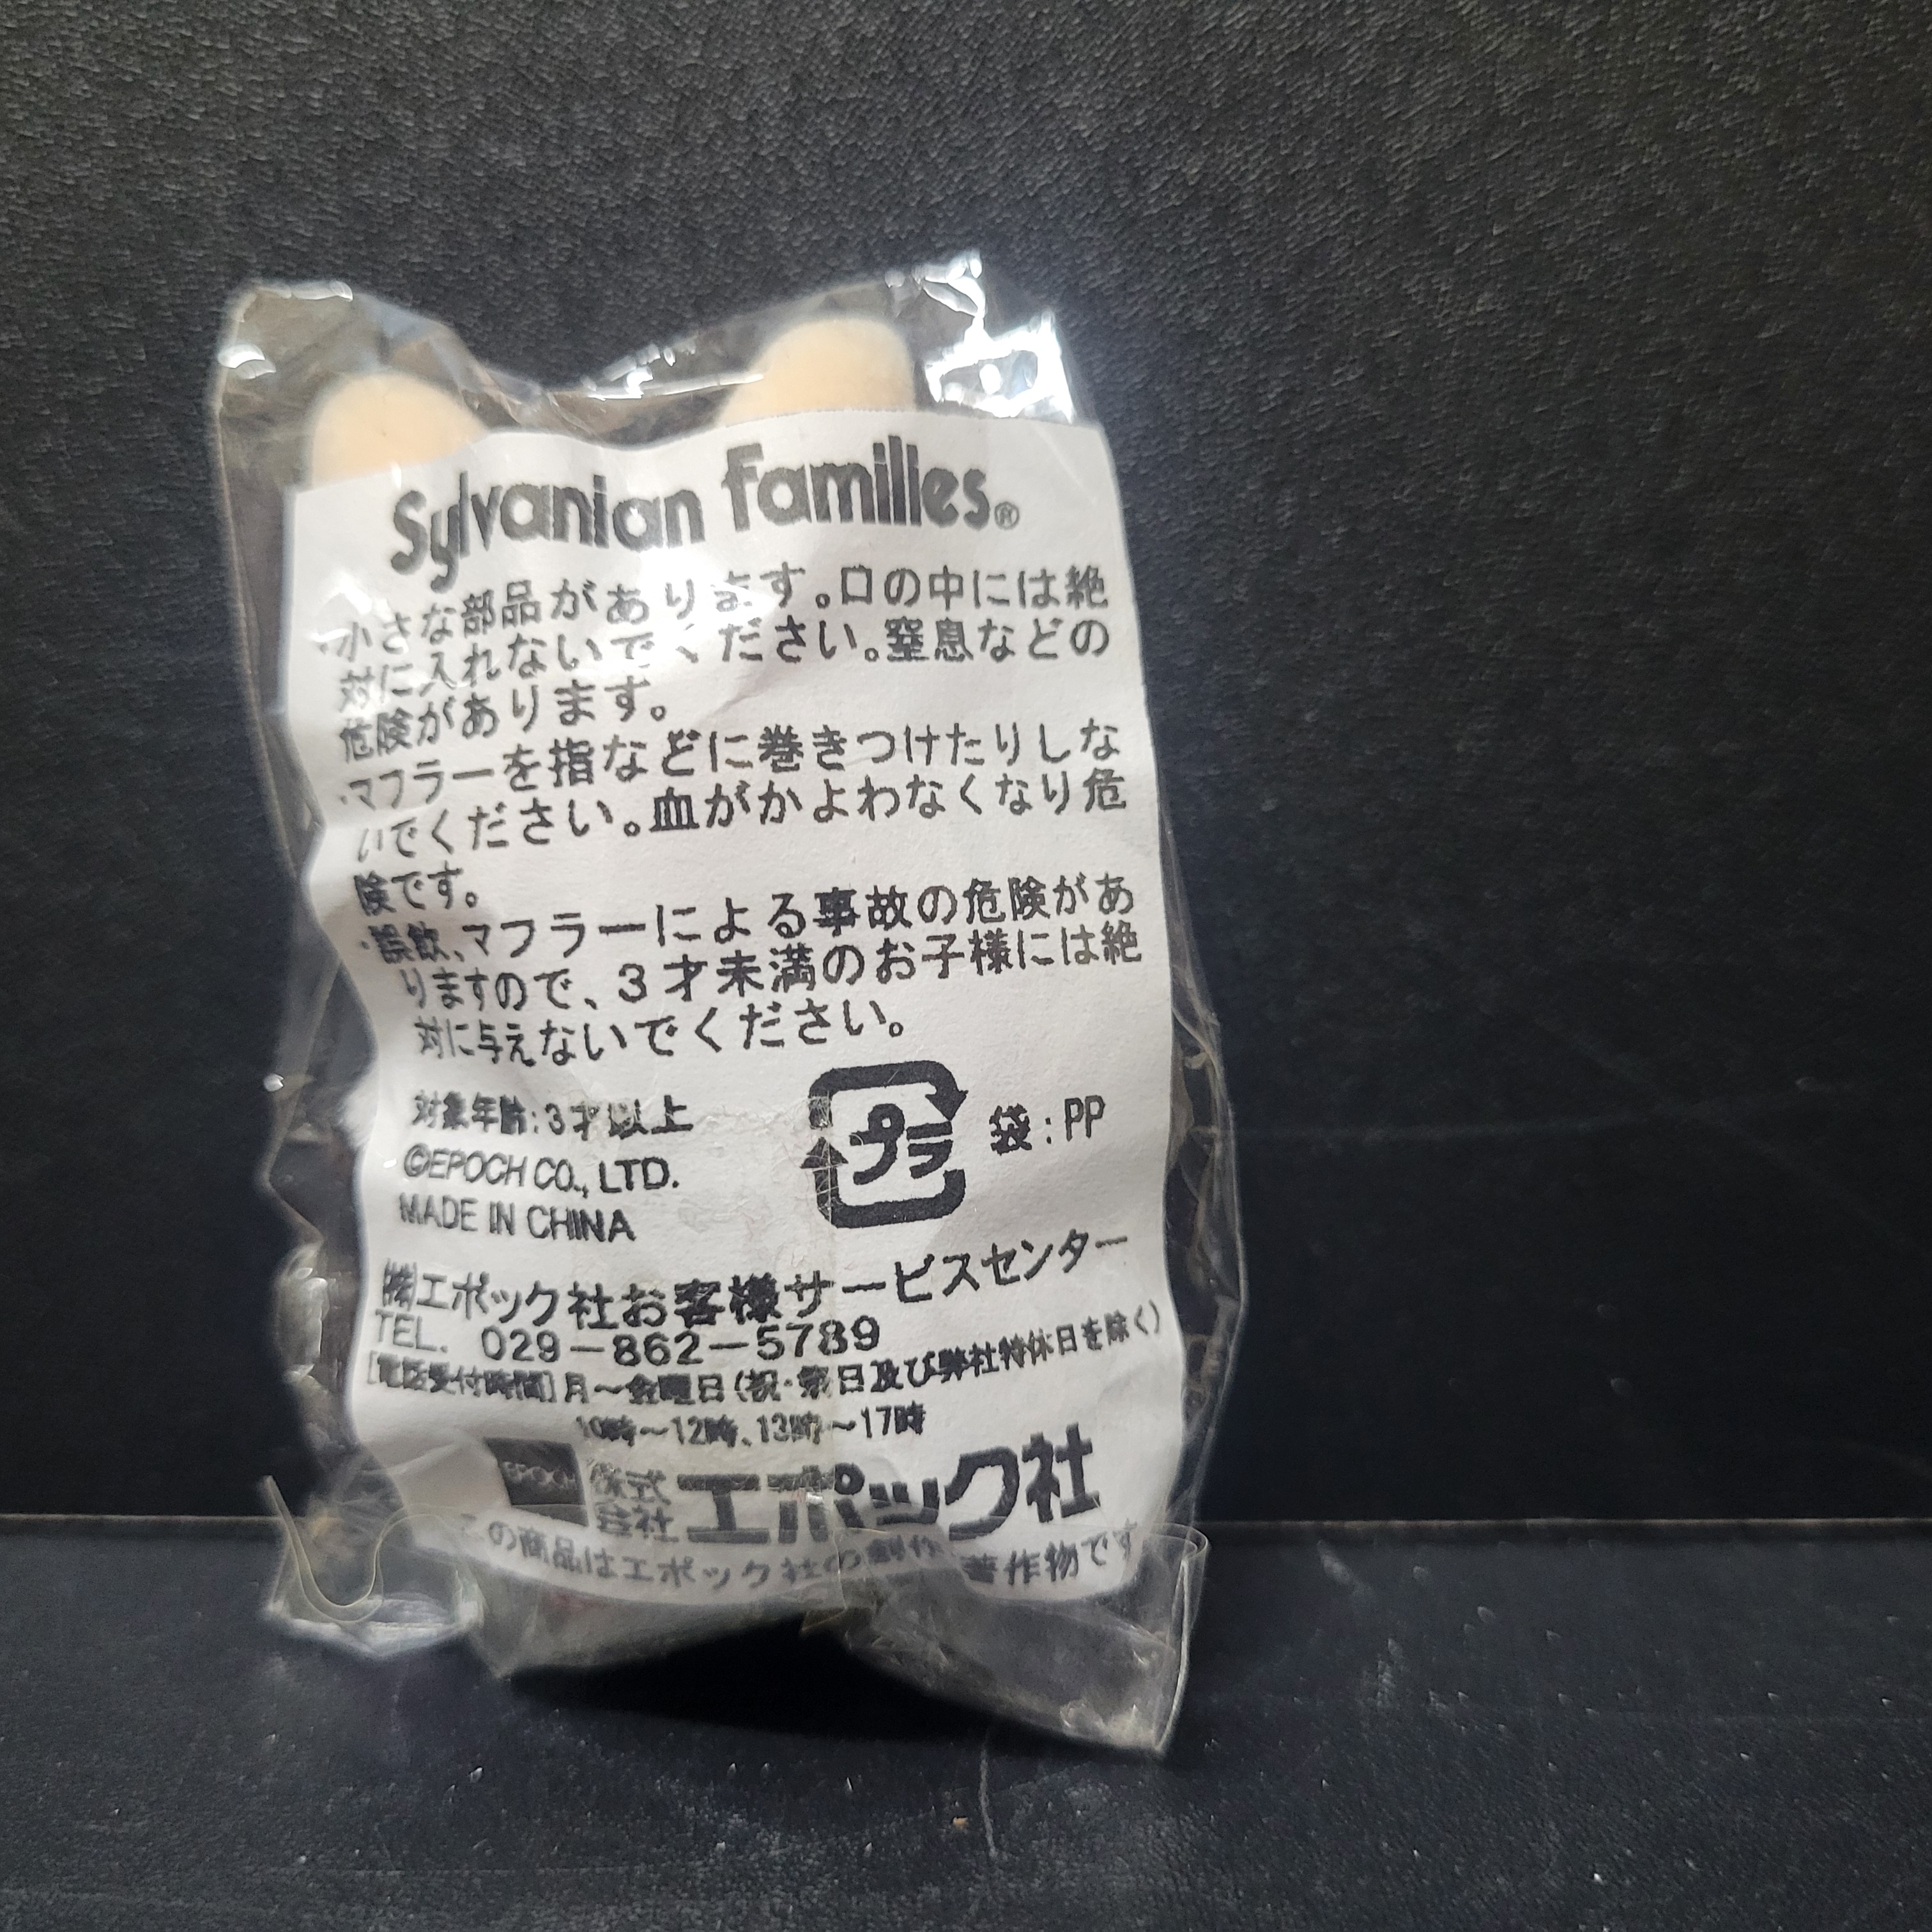 Sylvanian Families®
・小さな部品があります。口の中には絶
対に入れないでください。窒息などの
危険があります。
・マフラーを指などに巻きつけたりしな
いでください。血がかよわなくなり危
険です。
・誤飲、マフラーによる事故の危険があ
りますので、3才未満のお子様には絶
対に与えないでください。
対象年齢:3才以上
プラ 袋:PP
©EPOCH CO., LTD.
MADE IN CHINA
㈱エポック社お客様サービスセンター
TEL. 029-862-5789
[電話受付時間]月~金曜日(祝・祭日及び弊社特休日を除く)
10時~12時、13時~17時
EPOCH 株式会社 エポック社
この商品はエポック社の創作 著作物です